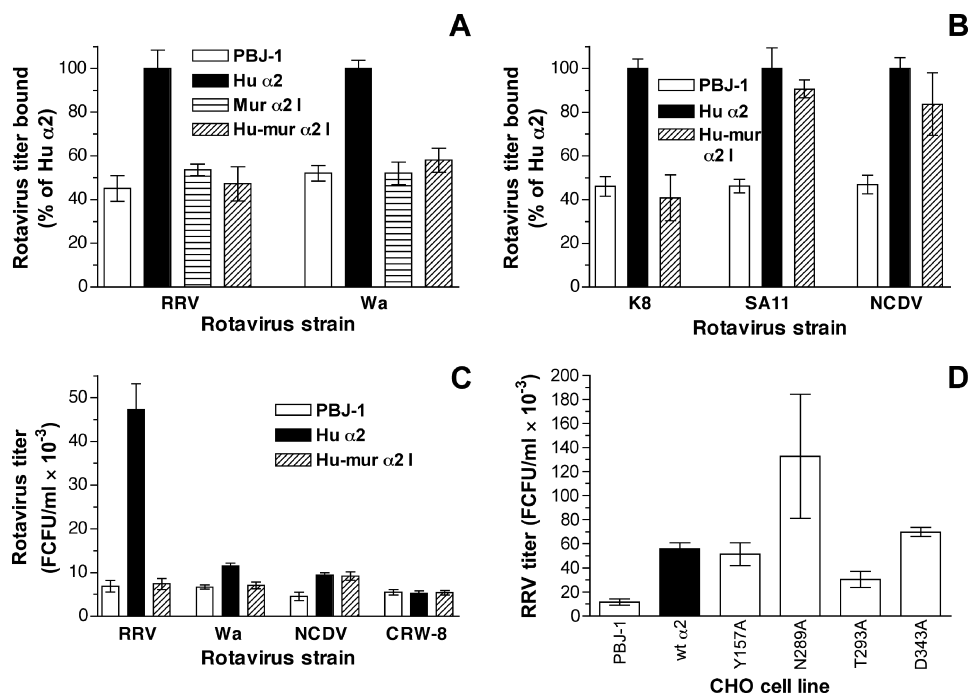 A
Rotavirus titer bound
(% of Hu α2)
100
80
60
40
20
0
PBJ-1
Hu α2
Mur α2 I
Hu-mur α2 I
RRV
Wa
Rotavirus strain
B
Rotavirus titer bound
(% of Hu α2)
100
80
60
40
20
0
PBJ-1
Hu α2
Hu-mur
α2 I
K8
SA11
NCDV
Rotavirus strain
C
Rotavirus titer
(FCFU/ml × 10⁻³)
50
40
30
20
10
0
PBJ-1
Hu α2
Hu-mur α2 I
RRV
Wa
NCDV
CRW-8
Rotavirus strain
D
RRV titer (FCFU/ml × 10⁻³)
200
180
160
140
120
100
80
60
40
20
0
PBJ-1
wt α2
Y157A
N289A
T293A
D343A
CHO cell line